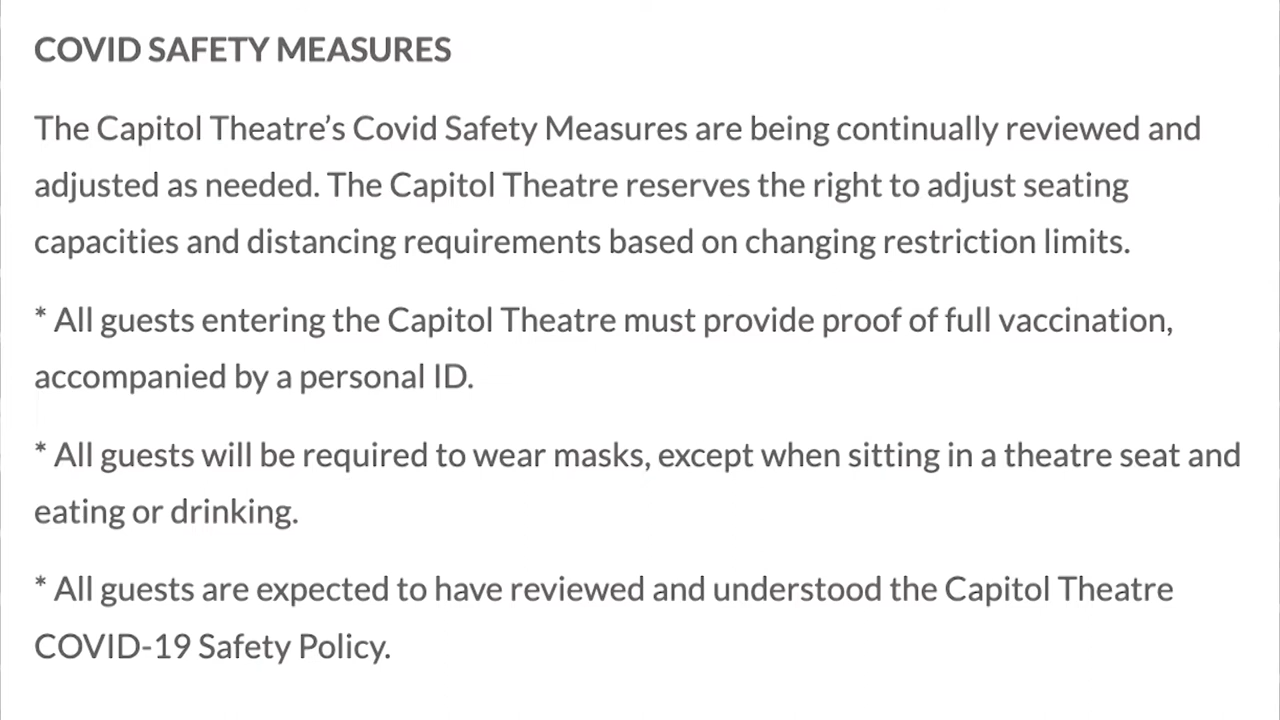 COVID SAFETY MEASURES
The Capitol Theatre’s Covid Safety Measures are being continually reviewed and
adjusted as needed. The Capitol Theatre reserves the right to adjust seating
capacities and distancing requirements based on changing restriction limits.
* All guests entering the Capitol Theatre must provide proof of full vaccination,
accompanied by a personal ID.
* All guests will be required to wear masks, except when sitting in a theatre seat and
eating or drinking.
* All guests are expected to have reviewed and understood the Capitol Theatre
COVID-19 Safety Policy.